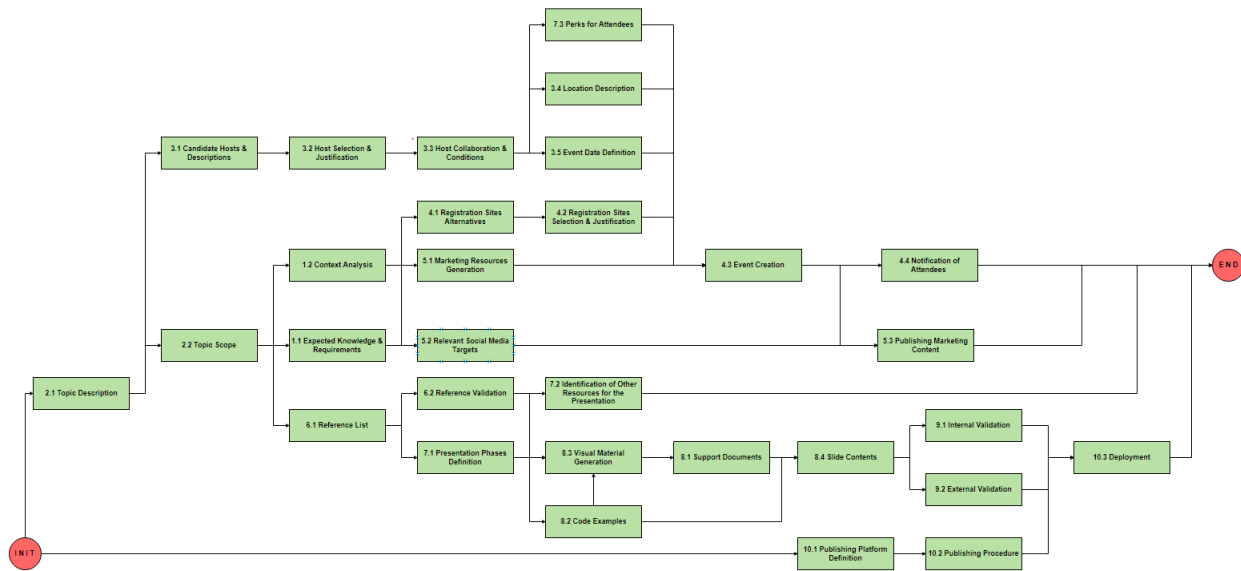 7.3 Perks for Attendees
3.4 Location Description
3.1 Candidate Hosts &
Descriptions
3.2 Host Selection &
Justification
3.3 Host Collaboration &
Conditions
3.5 Event Date Definition
4.1 Registration Sites
Alternatives
4.2 Registration Sites
Selection & Justification
1.2 Context Analysis
5.1 Marketing Resources
Generation
4.3 Event Creation
4.4 Notification of
Attendees
E N D
2.2 Topic Scope
1.1 Expected Knowledge &
Requirements
5.2 Relevant Social Media
Targets
5.3 Publishing Marketing
Content
2.1 Topic Description
6.2 Reference Validation
7.2 Identification of Other
Resources for the
Presentation
6.1 Reference List
9.1 Internal Validation
7.1 Presentation Phases
Definition
8.3 Visual Material
Generation
8.1 Support Documents
8.4 Slide Contents
10.3 Deployment
9.2 External Validation
8.2 Code Examples
I N I T
10.1 Publishing Platform
Definition
10.2 Publishing Procedure